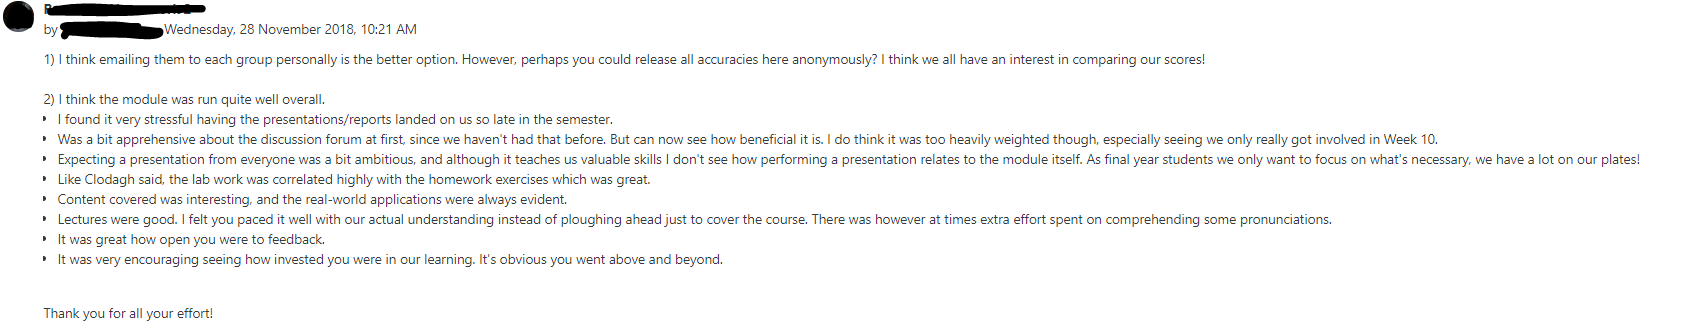 by Wednesday, 28 November 2018, 10:21 AM
1) I think emailing them to each group personally is the better option. However, perhaps you could release all accuracies here anonymously? I think we all have an interest in comparing our scores!
2) I think the module was run quite well overall.
I found it very stressful having the presentations/reports landed on us so late in the semester.
Was a bit apprehensive about the discussion forum at first, since we haven't had that before. But can now see how beneficial it is. I do think it was too heavily weighted though, especially seeing we only really got involved in Week 10.
Expecting a presentation from everyone was a bit ambitious, and although it teaches us valuable skills I don't see how performing a presentation relates to the module itself. As final year students we only want to focus on what's necessary, we have a lot on our plates!
Like Clodagh said, the lab work was correlated highly with the homework exercises which was great.
Content covered was interesting, and the real-world applications were always evident.
Lectures were good. I felt you paced it well with our actual understanding instead of ploughing ahead just to cover the course. There was however at times extra effort spent on comprehending some pronunciations.
It was great how open you were to feedback.
It was very encouraging seeing how invested you were in our learning. It's obvious you went above and beyond.
Thank you for all your effort!